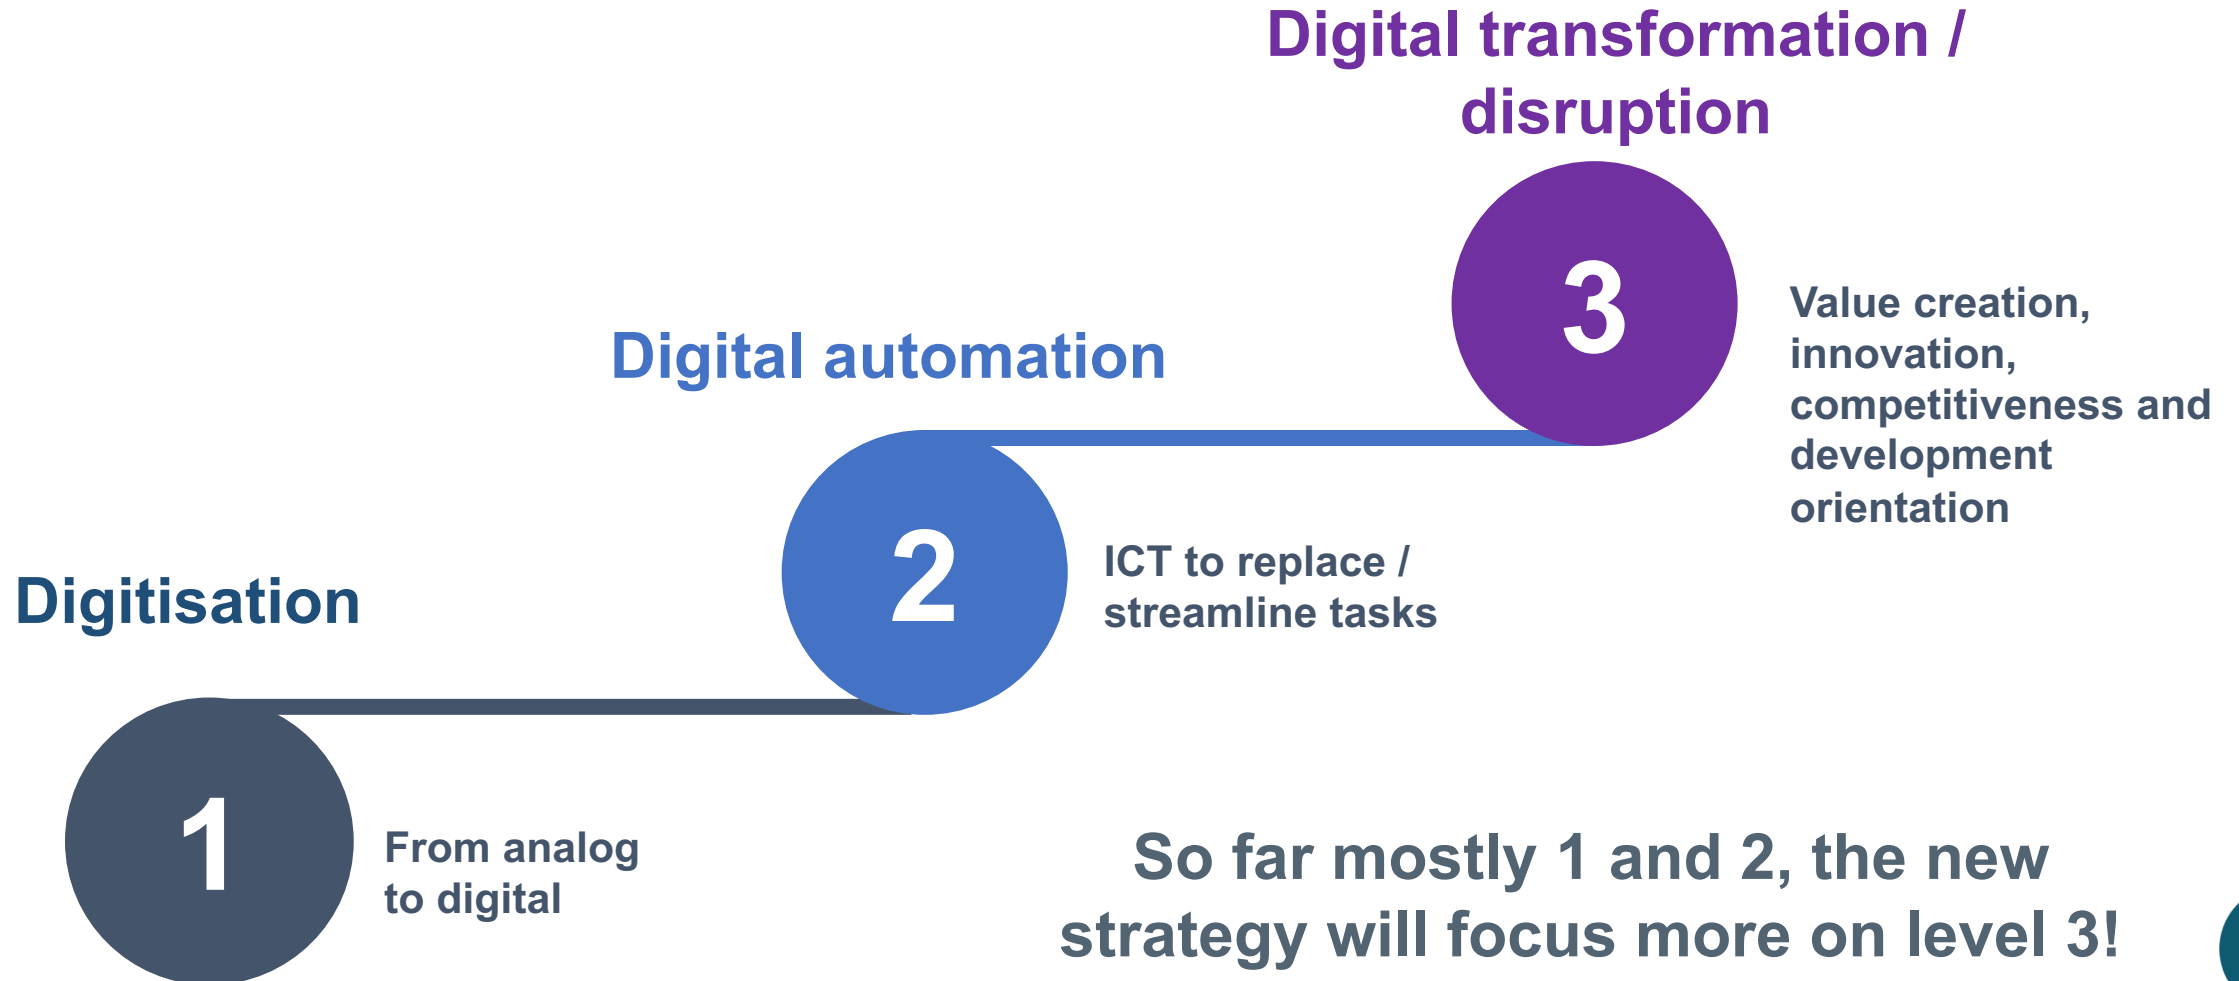 Digital transformation /
disruption
3
Value creation,
innovation,
competitiveness and
development
orientation
Digital automation
2
ICT to replace /
streamline tasks
Digitisation
1
From analog
to digital
So far mostly 1 and 2, the new
strategy will focus more on level 3!